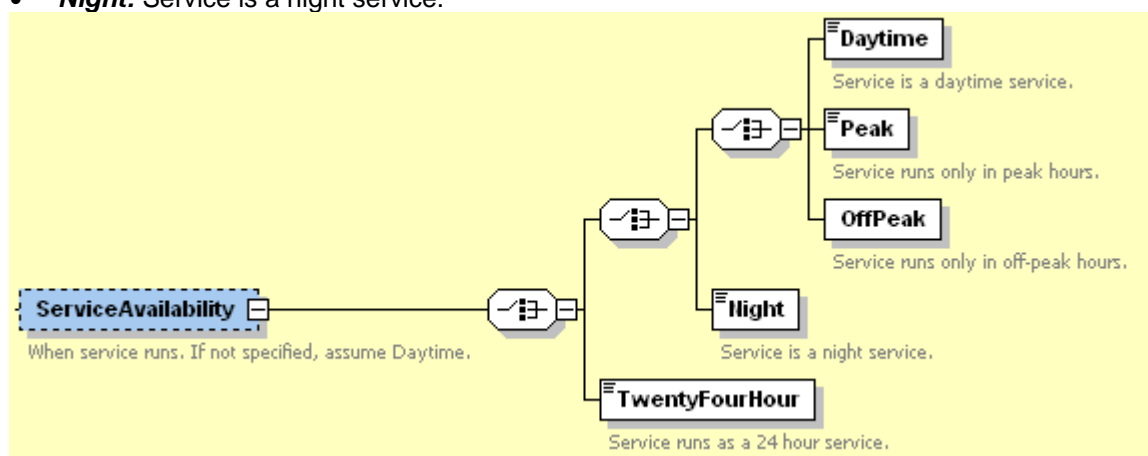 • Night: Service is a night service.
Daytime
Service is a daytime service.
Peak
Service runs only in peak hours.
OffPeak
Service runs only in off-peak hours.
ServiceAvailability
When service runs. If not specified, assume Daytime.
Night
Service is a night service.
TwentyFourHour
Service runs as a 24 hour service.